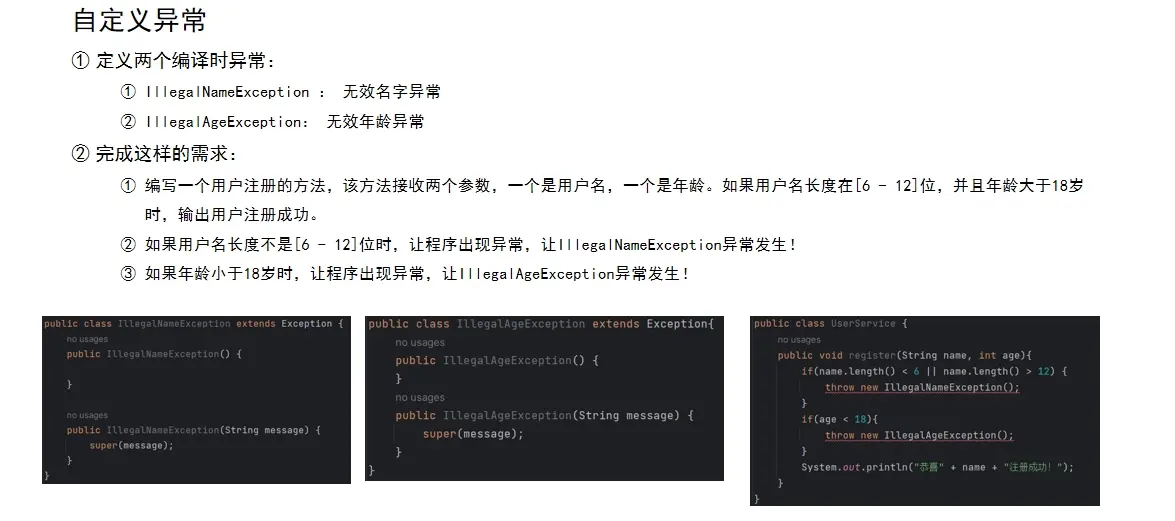 自定义异常
① 定义两个编译时异常：
① IllegalNameException ： 无效名字异常
② IllegalAgeException： 无效年龄异常
② 完成这样的需求：
① 编写一个用户注册的方法，该方法接收两个参数，一个是用户名，一个是年龄。如果用户名长度在[6 - 12]位，并且年龄大于18岁
时，输出用户注册成功。
② 如果用户名长度不是[6 - 12]位时，让程序出现异常，让IllegalNameException异常发生！
③ 如果年龄小于18岁时，让程序出现异常，让IllegalAgeException异常发生！
public class IllegalNameException extends Exception {
no usages
public IllegalNameException() {
}
no usages
public IllegalNameException(String message) {
super(message);
}
}
public class IllegalAgeException extends Exception{
no usages
public IllegalAgeException() {
}
no usages
public IllegalAgeException(String message) {
super(message);
}
}
public class UserService {
no usages
public void register(String name, int age){
if(name.length() < 6 || name.length() > 12) {
throw new IllegalNameException();
}
if(age < 18){
throw new IllegalAgeException();
}
System.out.println("恭喜" + name + "注册成功！");
}
}